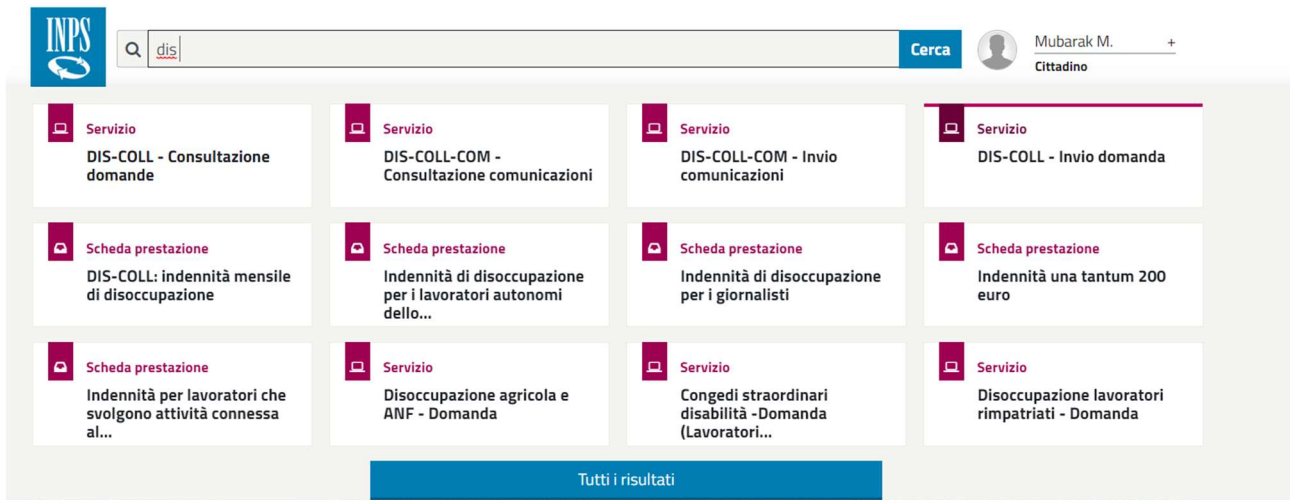 INPS
dis
Cerca
Mubarak M. +
Cittadino
Servizio
DIS-COLL - Consultazione
domande
Servizio
DIS-COLL-COM -
Consultazione comunicazioni
Servizio
DIS-COLL-COM - Invio
comunicazioni
Servizio
DIS-COLL - Invio domanda
Scheda prestazione
DIS-COLL: indennità mensile
di disoccupazione
Scheda prestazione
Indennità di disoccupazione
per i lavoratori autonomi
dello...
Scheda prestazione
Indennità di disoccupazione
per i giornalisti
Scheda prestazione
Indennità una tantum 200
euro
Scheda prestazione
Indennità per lavoratori che
svolgono attività connessa
al...
Servizio
Disoccupazione agricola e
ANF - Domanda
Servizio
Congedi straordinari
disabilità -Domanda
(Lavoratori...
Servizio
Disoccupazione lavoratori
rimpatriati - Domanda
Tutti i risultati